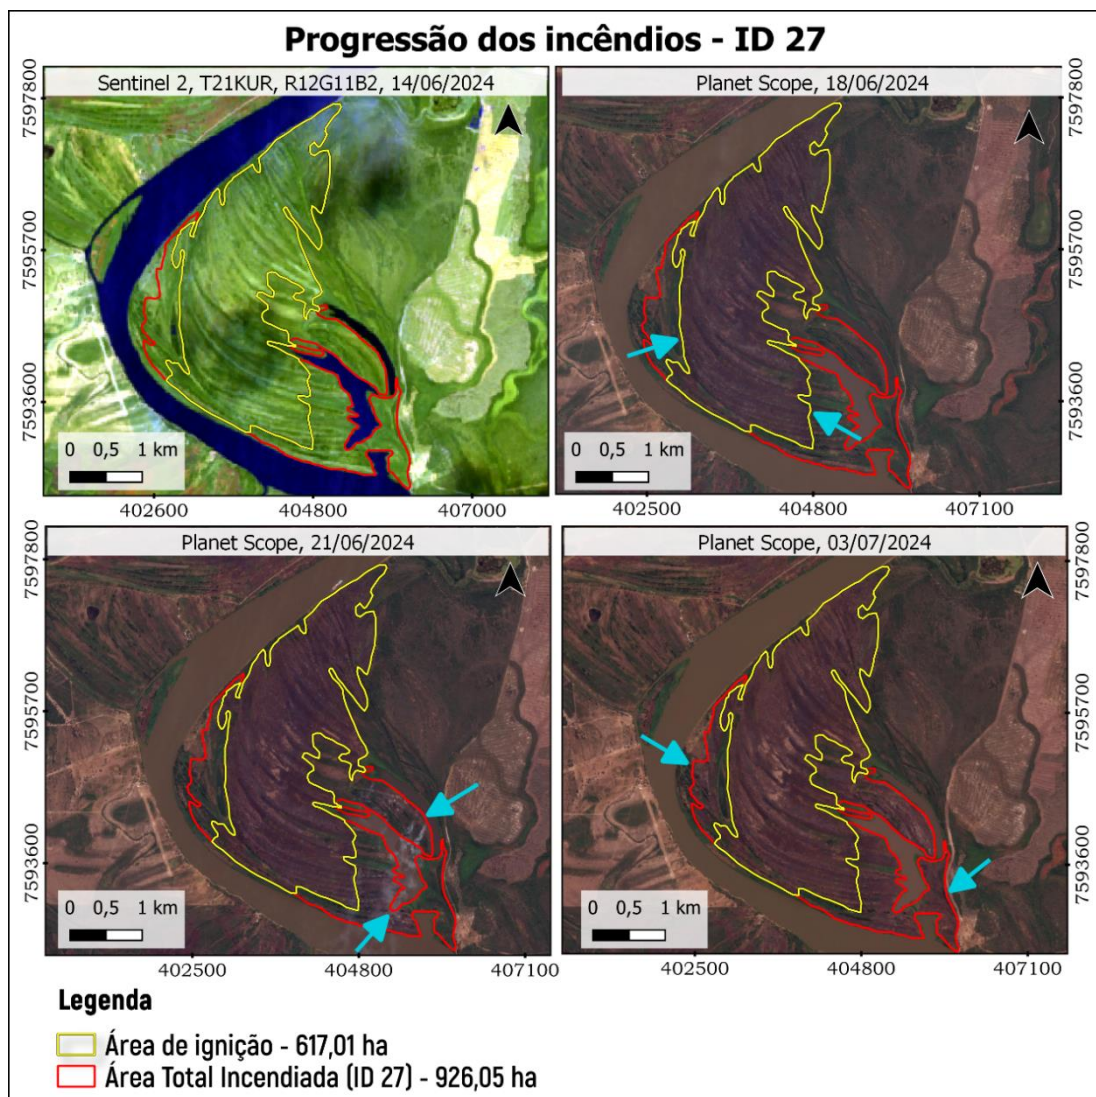 Progressão dos incêndios - ID 27
Sentinel 2, T21KUR, R12G11B2, 14/06/2024
Planet Scope, 18/06/2024
7597800
7595700
7593600
0 0,5 1 km
402600 404800 407000
7597800
7595700
7593600
0 0,5 1 km
402500 404800 407100
Planet Scope, 21/06/2024
Planet Scope, 03/07/2024
7597800
7595700
7593600
0 0,5 1 km
402500 404800 407100
7597800
7595700
7593600
0 0,5 1 km
402500 404800 407100
Legenda
Área de ignição - 617,01 ha
Área Total Incendiada (ID 27) - 926,05 ha